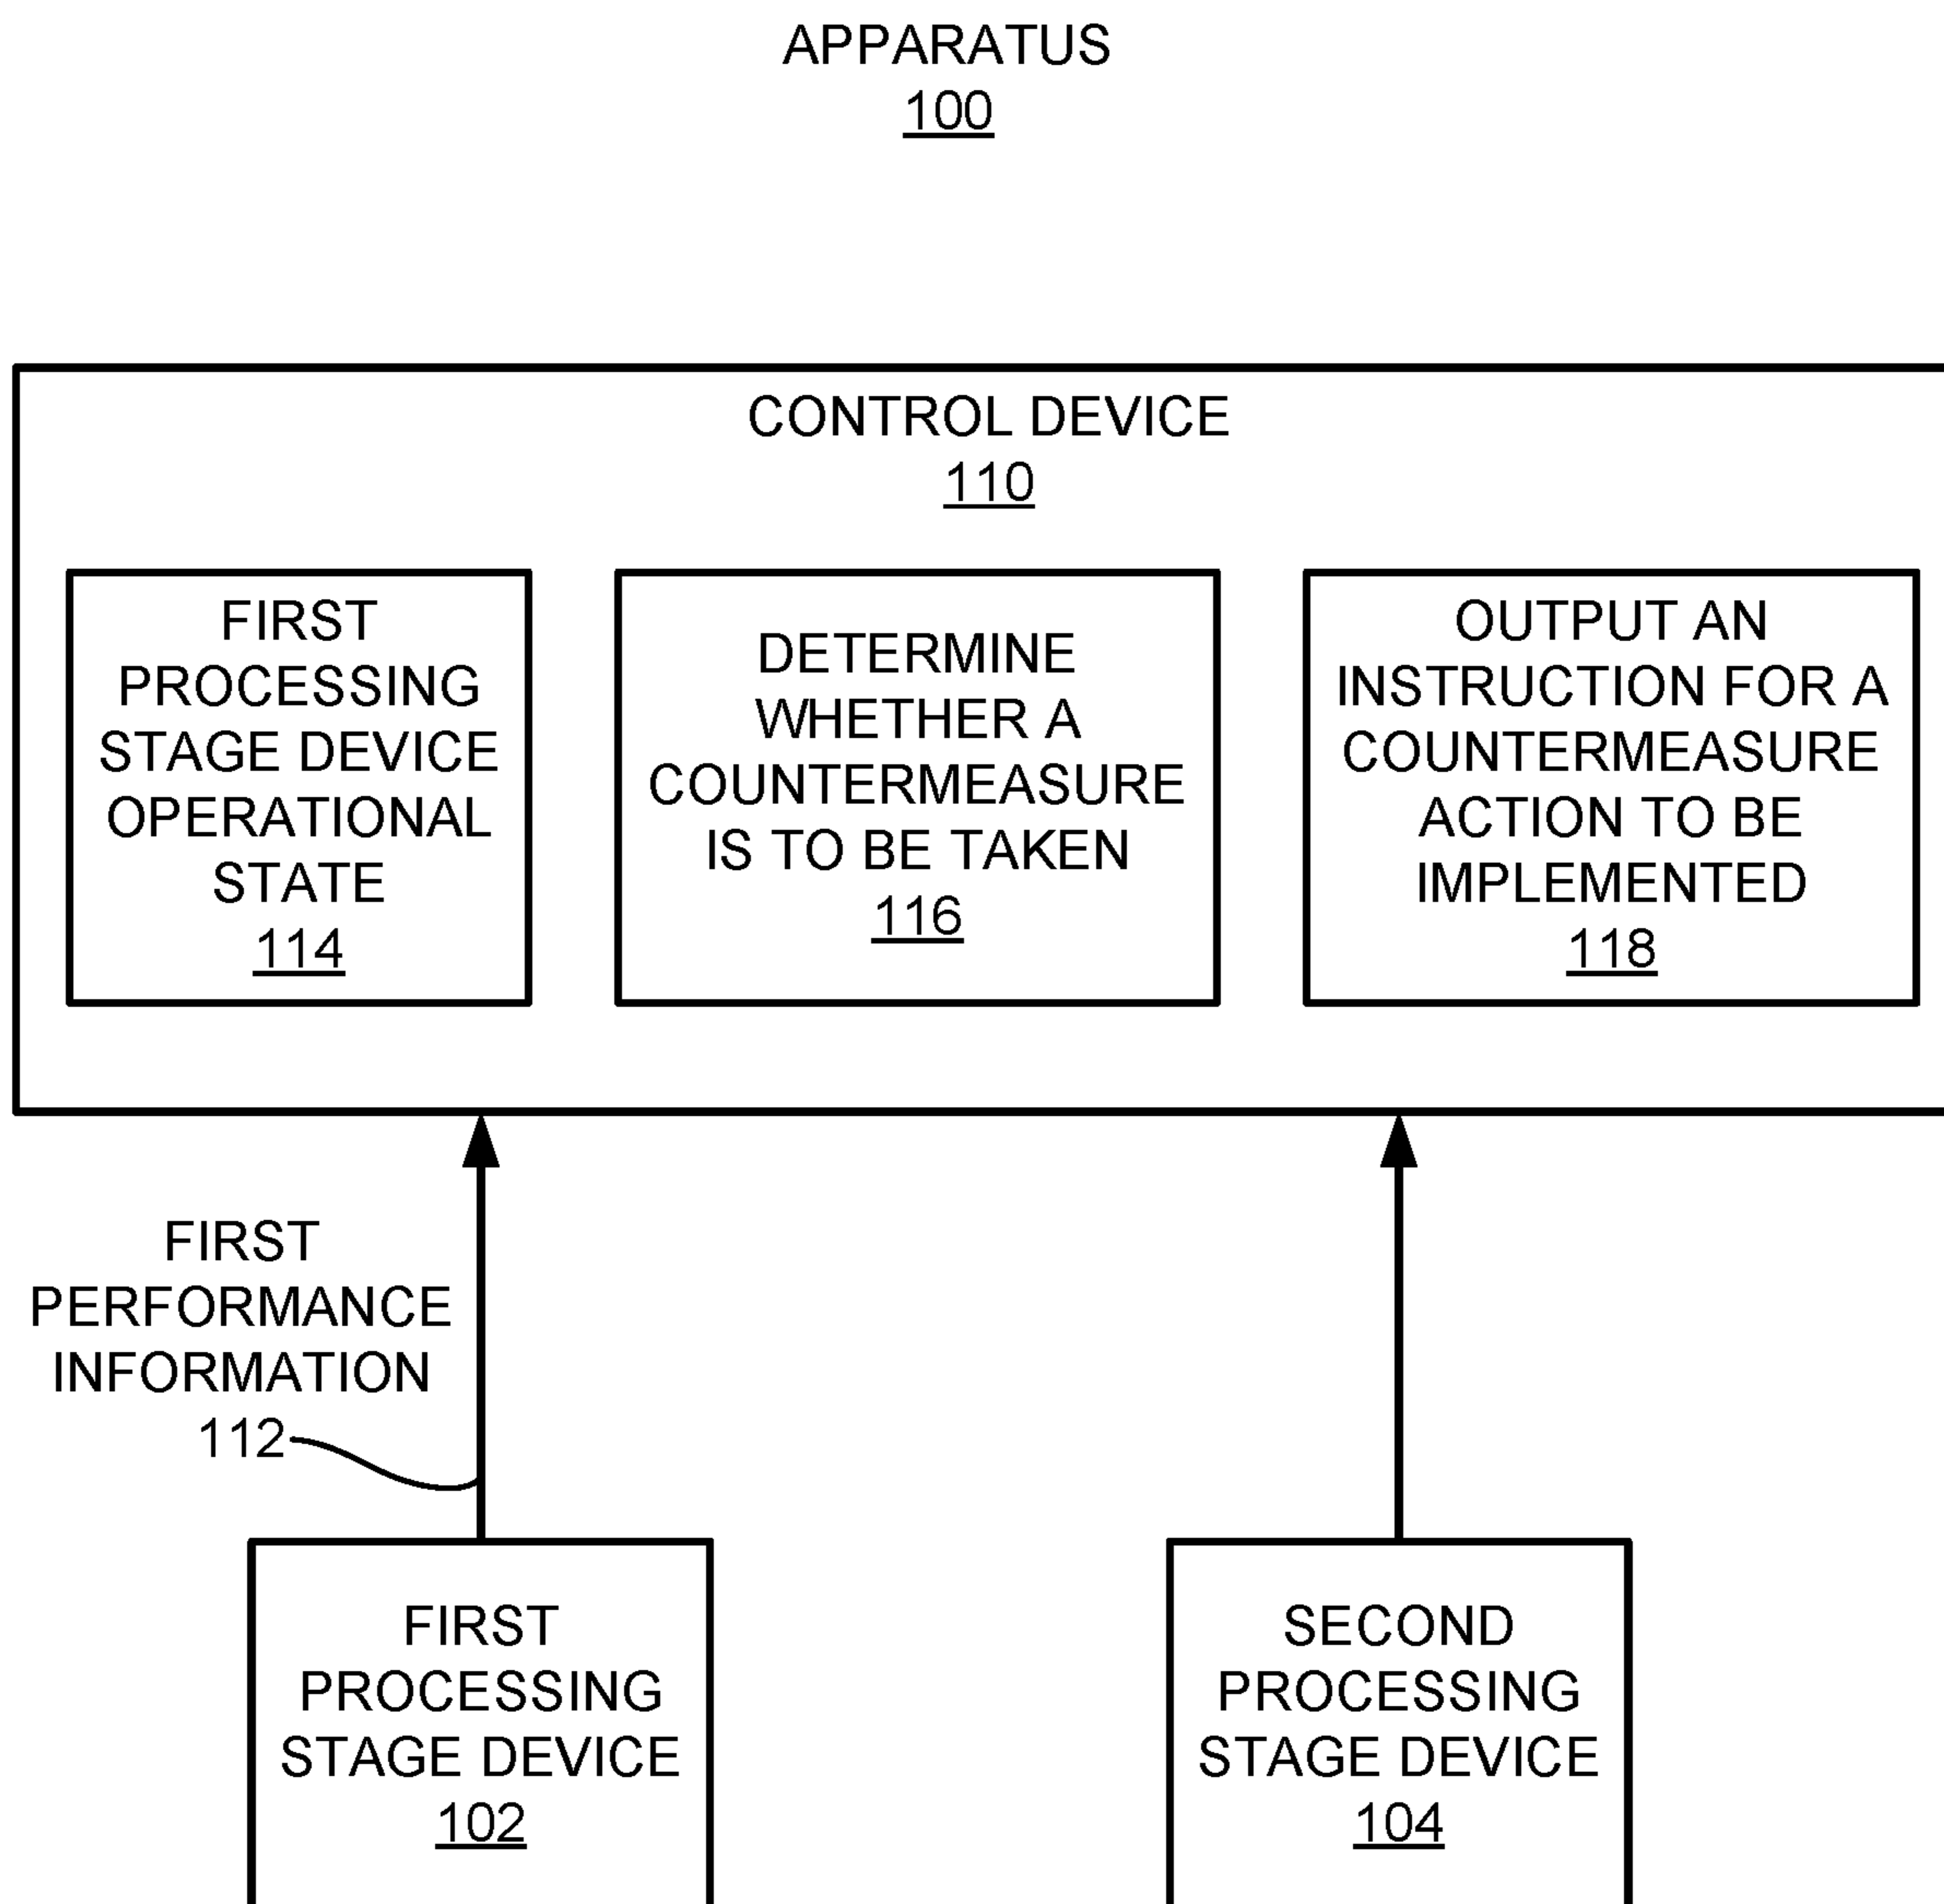 APPARATUS
100
CONTROL DEVICE
110
FIRST
PROCESSING
STAGE DEVICE
OPERATIONAL
STATE
114
DETERMINE
WHETHER A
COUNTERMEASURE
IS TO BE TAKEN
116
OUTPUT AN
INSTRUCTION FOR A
COUNTERMEASURE
ACTION TO BE
IMPLEMENTED
118
FIRST
PERFORMANCE
INFORMATION
112
FIRST
PROCESSING
STAGE DEVICE
102
SECOND
PROCESSING
STAGE DEVICE
104